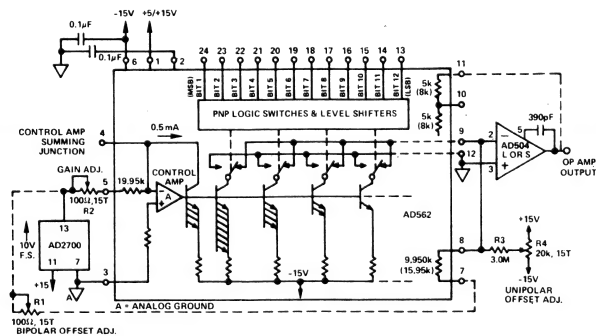 -15V
+5/+15V
0.1µF
0.1µF
6
1
2
24
23
22
21
20
19
18
17
16
15
14
13
(MSB)
BIT 1
BIT 2
BIT 3
BIT 4
BIT 5
BIT 6
BIT 7
BIT 8
BIT 9
BIT 10
BIT 11
BIT 12
(LSB)
PNP LOGIC SWITCHES & LEVEL SHIFTERS
5k
(8k)
5k
(8k)
11
10
9
12
390pF
5
8
2
3
AD504
L OR S
OP AMP
OUTPUT
4
CONTROL AMP
SUMMING
JUNCTION
0.5mA
GAIN ADJ.
5
100Ω,15T
R2
19.95k
CONTROL
AMP
A
AD562
13
10V
F.S.
AD2700
11
7
+15
3
A
-15V
9.950k
(15.95k)
8
7
R3
3.0M
+15V
R4
20k, 15T
-15V
UNIPOLAR
OFFSET ADJ.
R1
100Ω, 15T
BIPOLAR OFFSET ADJ.
A = ANALOG GROUND